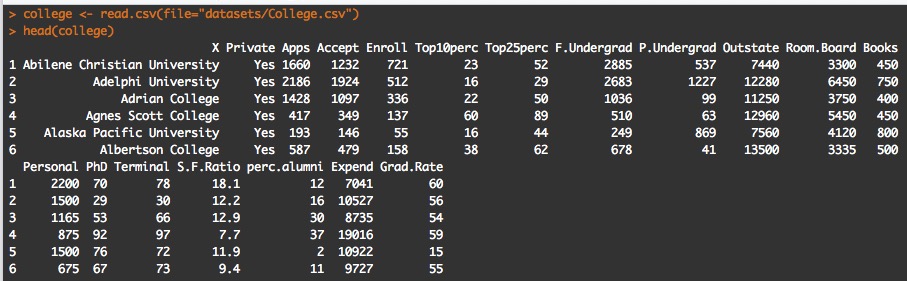 > college <- read.csv(file="datasets/College.csv")
> head(college)
X Private Apps Accept Enroll Top10perc Top25perc F.Undergrad P.Undergrad Outstate Room.Board Books
1 Abilene Christian University Yes 1660 1232 721 23 52 2885 537 7440 3300 450
2 Adelphi University Yes 2186 1924 512 16 29 2683 1227 12280 6450 750
3 Adrian College Yes 1428 1097 336 22 50 1036 99 11250 3750 400
4 Agnes Scott College Yes 417 349 137 60 89 510 63 12960 5450 450
5 Alaska Pacific University Yes 193 146 55 16 44 249 869 7560 4120 800
6 Albertson College Yes 587 479 158 38 62 678 41 13500 3335 500
Personal PhD Terminal S.F.Ratio perc.alumni Expend Grad.Rate
1 2200 70 78 18.1 12 7041 60
2 1500 29 30 12.2 16 10527 56
3 1165 53 66 12.9 30 8735 54
4 875 92 97 7.7 37 19016 59
5 1500 76 72 11.9 2 10922 15
6 675 67 73 9.4 11 9727 55